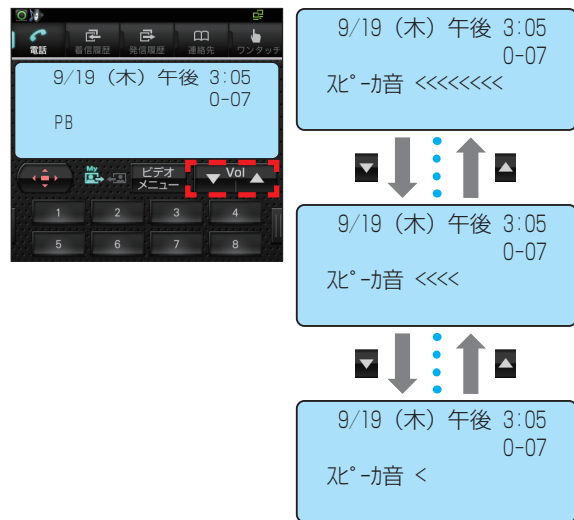 電話 着信履歴 発信履歴 連絡先 ワンタッチ
9/19 (木) 午後 3:05
0-07
PB
My ビデオメニュー ▼ Vol ▲
1 2 3 4
5 6 7 8
9/19 (木) 午後 3:05
0-07
ｽﾋﾟｰｶ音 <<<<<<<<
▼ ▲
9/19 (木) 午後 3:05
0-07
ｽﾋﾟｰｶ音 <<<<
▼ ▲
9/19 (木) 午後 3:05
0-07
ｽﾋﾟｰｶ音 <